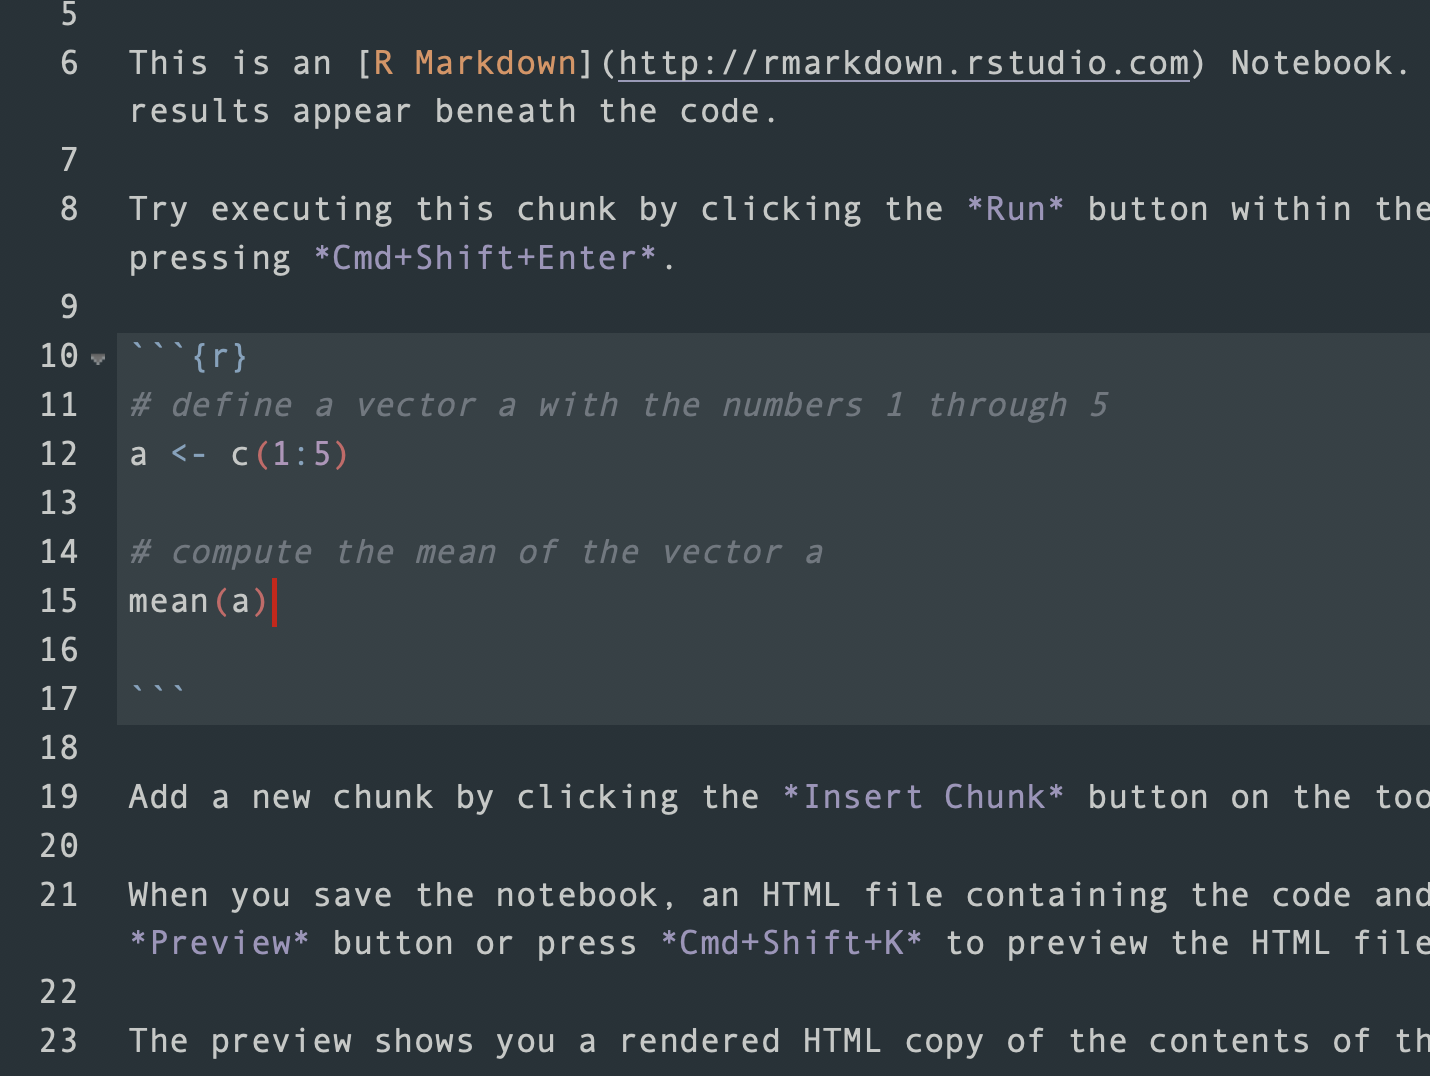 5
6 This is an [R Markdown](http://rmarkdown.rstudio.com) Notebook.
results appear beneath the code.
7
8 Try executing this chunk by clicking the *Run* button within the
pressing *Cmd+Shift+Enter*.
9
10 ```{r}
11 # define a vector a with the numbers 1 through 5
12 a <- c(1:5)
13
14 # compute the mean of the vector a
15 mean(a)
16
17 ```
18
19 Add a new chunk by clicking the *Insert Chunk* button on the
20
21 When you save the notebook, an HTML file containing the code and
*Preview* button or press *Cmd+Shift+K* to preview the HTML file
22
23 The preview shows you a rendered HTML copy of the contents of